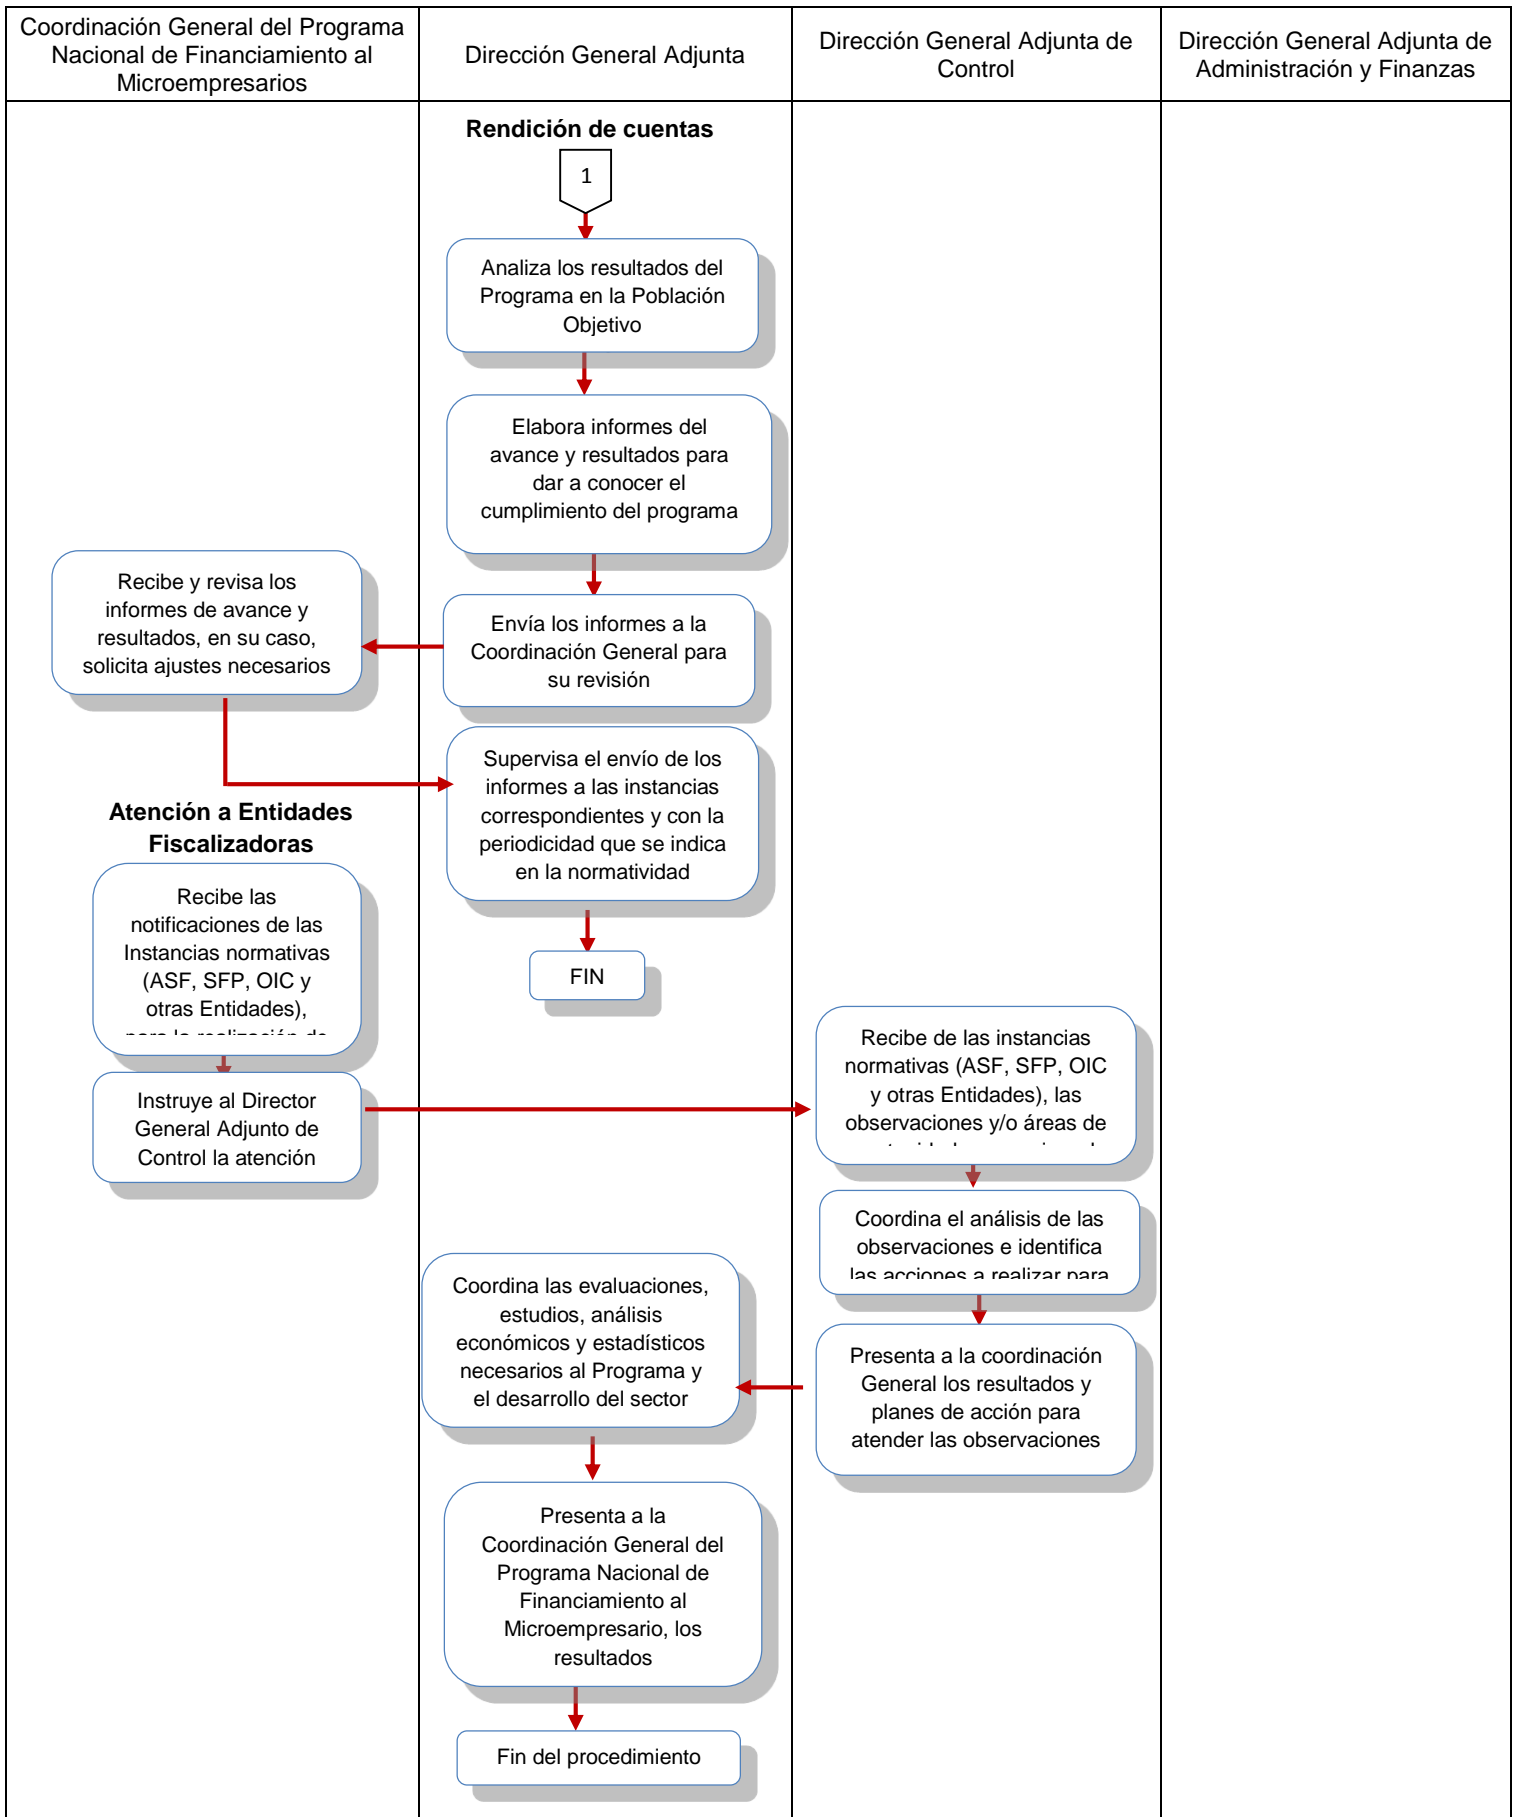 Coordinación General del Programa
Nacional de Financiamiento al
Microempresarios
Dirección General Adjunta
Dirección General Adjunta de
Control
Dirección General Adjunta de
Administración y Finanzas
Rendición de cuentas
1
Analiza los resultados del
Programa en la Población
Objetivo
Elabora informes del
avance y resultados para
dar a conocer el
cumplimiento del programa
Envía los informes a la
Coordinación General para
su revisión
Recibe y revisa los
informes de avance y
resultados, en su caso,
solicita ajustes necesarios
Supervisa el envío de los
informes a las instancias
correspondientes y con la
periodicidad que se indica
en la normatividad
FIN
Atención a Entidades
Fiscalizadoras
Recibe las
notificaciones de las
Instancias normativas
(ASF, SFP, OIC y
otras Entidades),
para la realización de
Instruye al Director
General Adjunto de
Control la atención
Recibe de las instancias
normativas (ASF, SFP, OIC
y otras Entidades), las
observaciones y/o áreas de
Coordina el análisis de las
observaciones e identifica
las acciones a realizar para
Presenta a la coordinación
General los resultados y
planes de acción para
atender las observaciones
Coordina las evaluaciones,
estudios, análisis
económicos y estadísticos
necesarios al Programa y
el desarrollo del sector
Presenta a la
Coordinación General del
Programa Nacional de
Financiamiento al
Microempresario, los
resultados
Fin del procedimiento